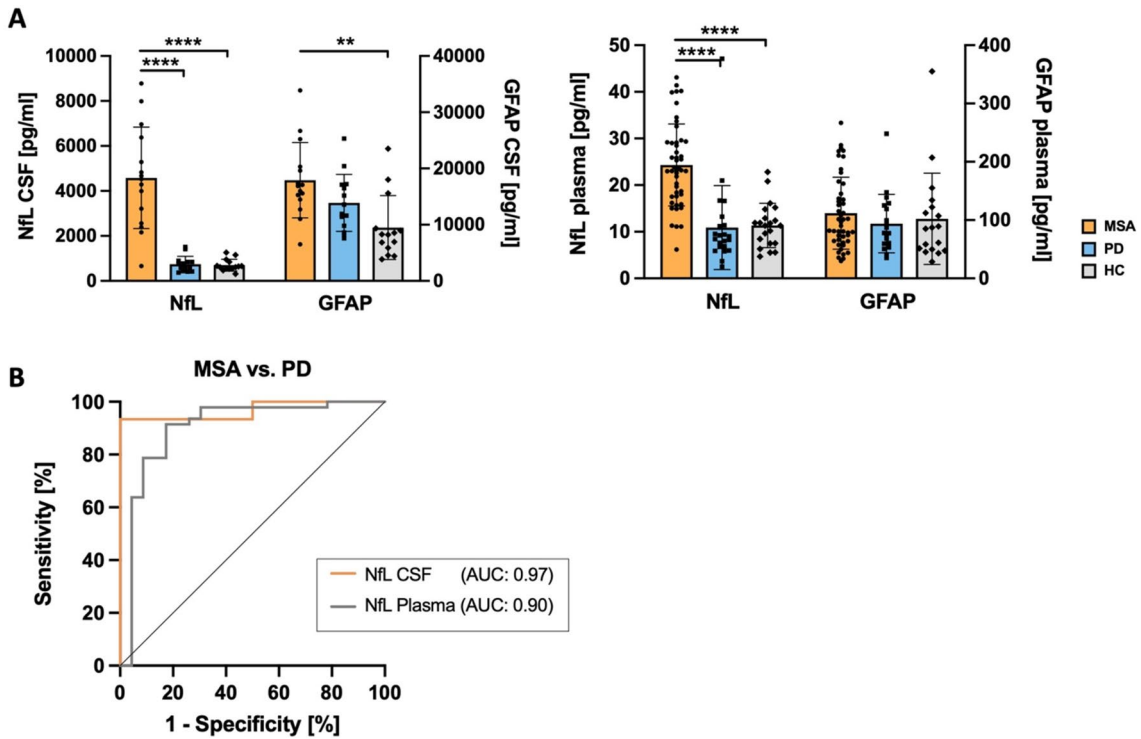 A
NfL CSF [pg/ml]
10000
8000
6000
4000
2000
0
****
****
**
NfL
GFAP
40000
30000
20000
10000
0
GFAP CSF [pg/ml]
NfL plasma [pg/ml]
50
40
30
20
10
0
****
****
NfL
GFAP
400
300
200
100
0
GFAP plasma [pg/ml]
MSA
PD
HC
B
MSA vs. PD
Sensitivity [%]
100
80
60
40
20
0
NfL CSF (AUC: 0.97)
NfL Plasma (AUC: 0.90)
0 20 40 60 80 100
1 - Specificity [%]